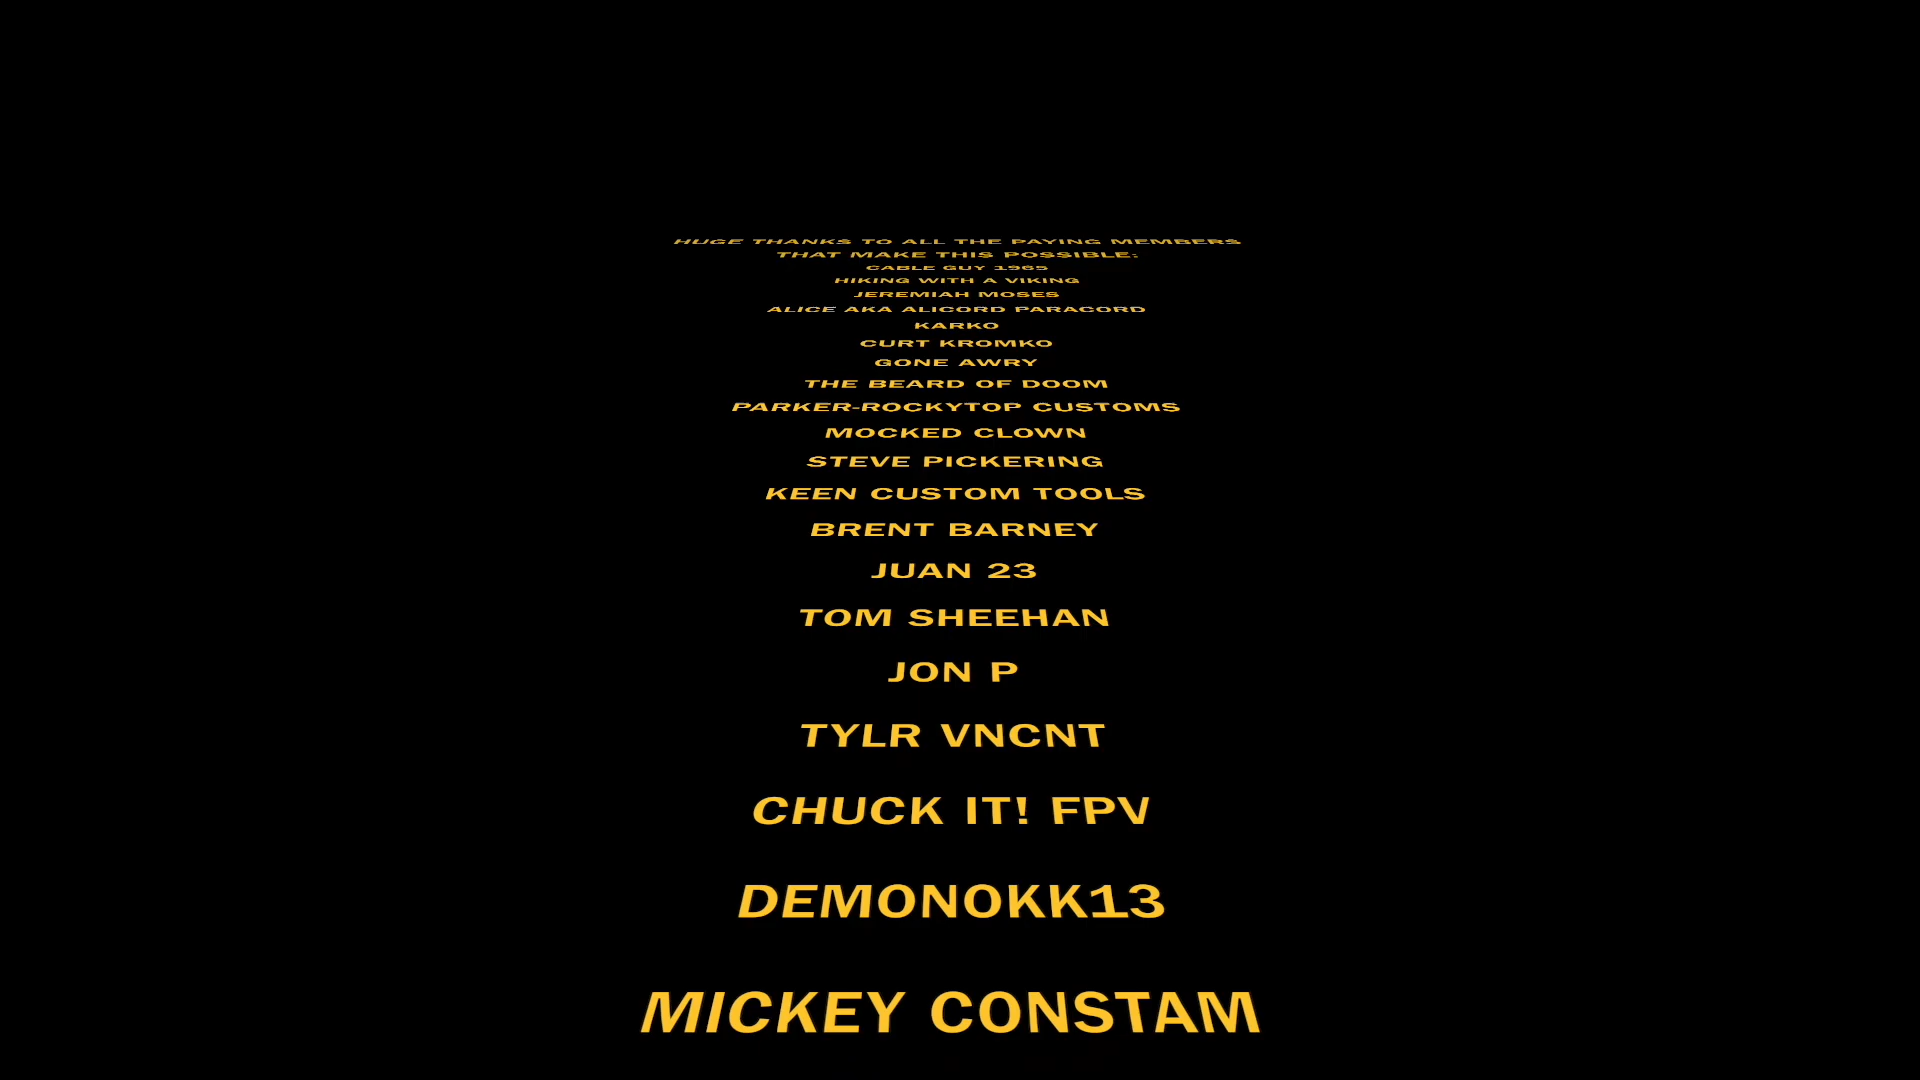 HUGE THANKS TO ALL THE PAYING MEMBERS
THAT MAKE THIS POSSIBLE:
CABLE GUY 1965
HIKING WITH A VIKING
JEREMIAH MOSES
ALICE AKA ALICORD PARACORD
KARKO
CURT KROMKO
GONE AWRY
THE BEARD OF DOOM
PARKER-ROCKYTOP CUSTOMS
MOCKED CLOWN
STEVE PICKERING
KEEN CUSTOM TOOLS
BRENT BARNEY
JUAN 23
TOM SHEEHAN
JON P
TYLR VNCNT
CHUCK IT! FPV
DEMONOKK13
MICKEY CONSTAM